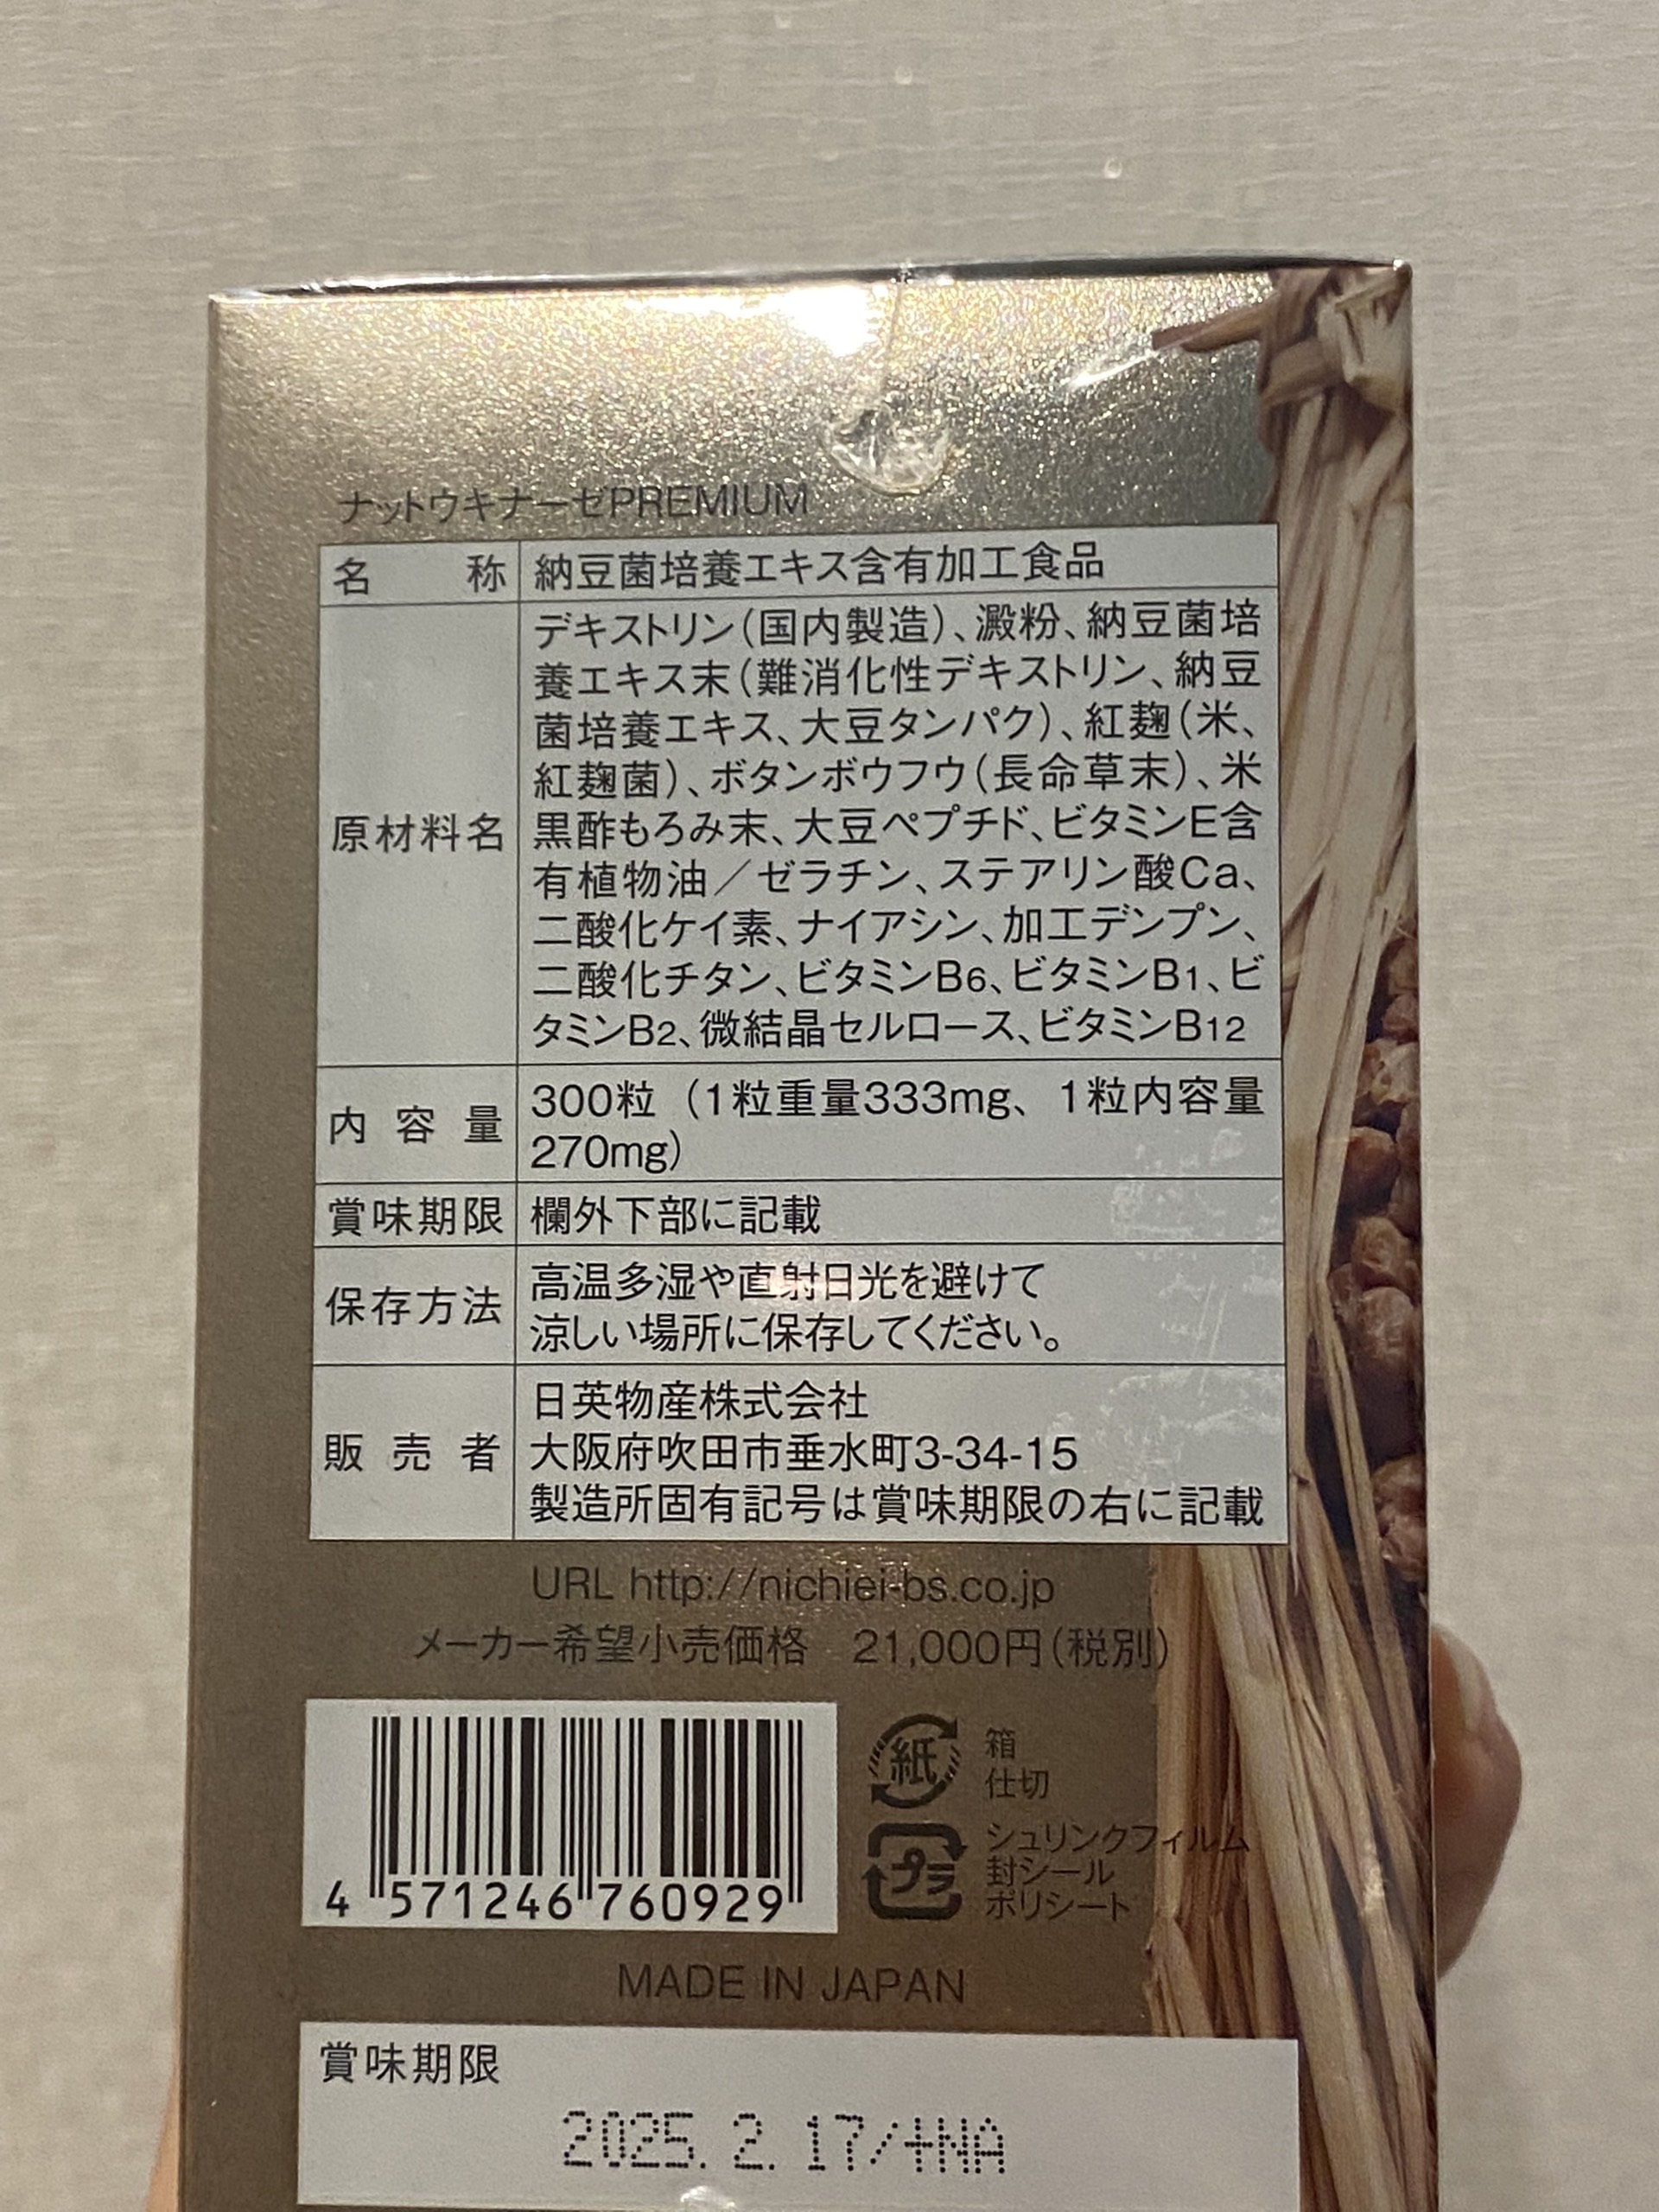 ナットウキナーゼPREMIUM
名 称 納豆菌培養エキス含有加工食品
原材料名 デキストリン(国内製造)、澱粉、納豆菌培
養エキス末(難消化性デキストリン、納豆
菌培養エキス、大豆タンパク)、紅麹(米、
紅麹菌)、ボタンボウフウ(長命草末)、米
黒酢もろみ末、大豆ペプチド、ビタミンE含
有植物油/ゼラチン、ステアリン酸Ca、
二酸化ケイ素、ナイアシン、加工デンプン、
二酸化チタン、ビタミンB6、ビタミンB1、ビ
タミンB2、微結晶セルロース、ビタミンB12
内容量 300粒 (1粒重量333mg、1粒内容量
270mg)
賞味期限 欄外下部に記載
保存方法 高温多湿や直射日光を避けて
涼しい場所に保存してください。
販売者 日英物産株式会社
大阪府吹田市垂水町3-34-15
製造所固有記号は賞味期限の右に記載
URL http://nichiei-bs.co.jp
メーカー希望小売価格 21,000円(税別)
4 571246 760929
紙 箱
仕切
プラ シュリンクフィルム
封シール
ポリシート
MADE IN JAPAN
賞味期限
2025. 2. 17/+NA